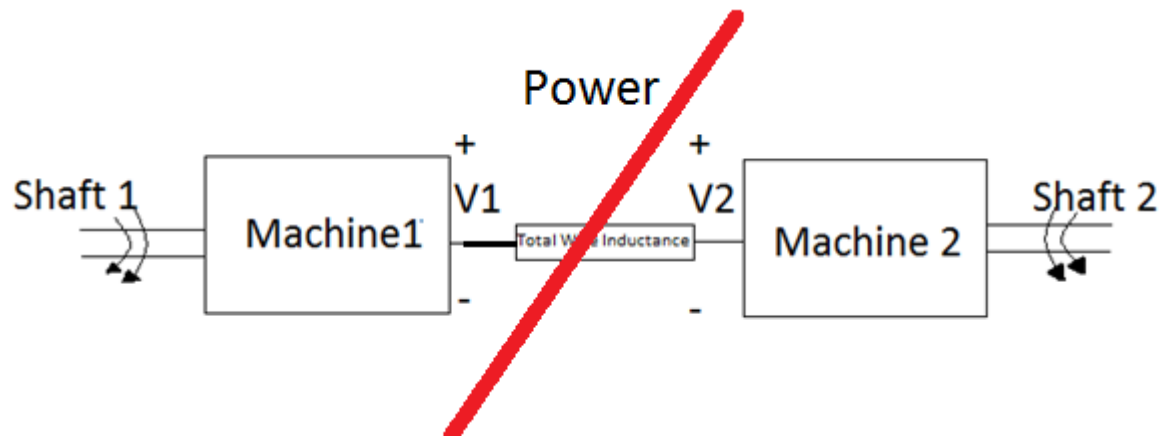 Power
+
+
Shaft 1
V1
V2
Shaft 2
Machine1
Total Inductance
Machine 2
-
-